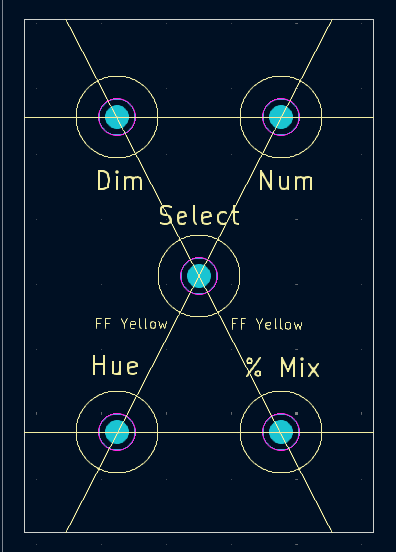 Dim
Num
Select
FF Yellow
FF Yellow
Hue
% Mix